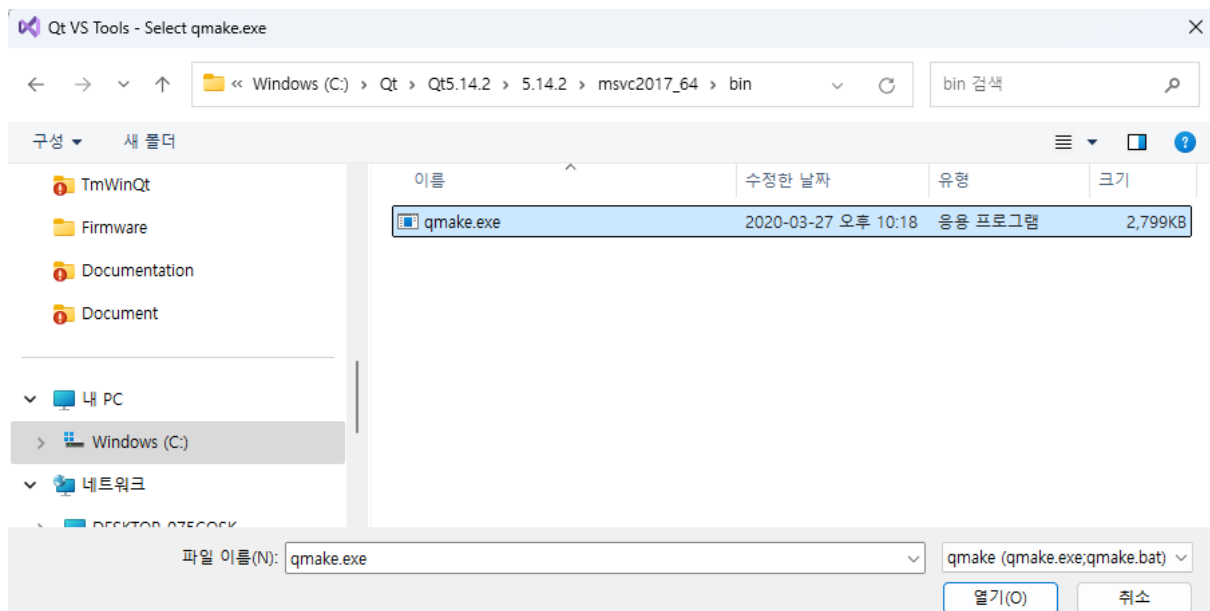 Qt VS Tools - Select qmake.exe
« Windows (C:) › Qt › Qt5.14.2 › 5.14.2 › msvc2017_64 › bin
bin 검색
구성
새 폴더
TmWinQt
Firmware
Documentation
Document
내 PC
Windows (C:)
네트워크
이름 수정한 날짜 유형 크기
qmake.exe 2020-03-27 오후 10:18 응용 프로그램 2,799KB
파일 이름(N): qmake.exe
qmake (qmake.exe;qmake.bat)
열기(O) 취소